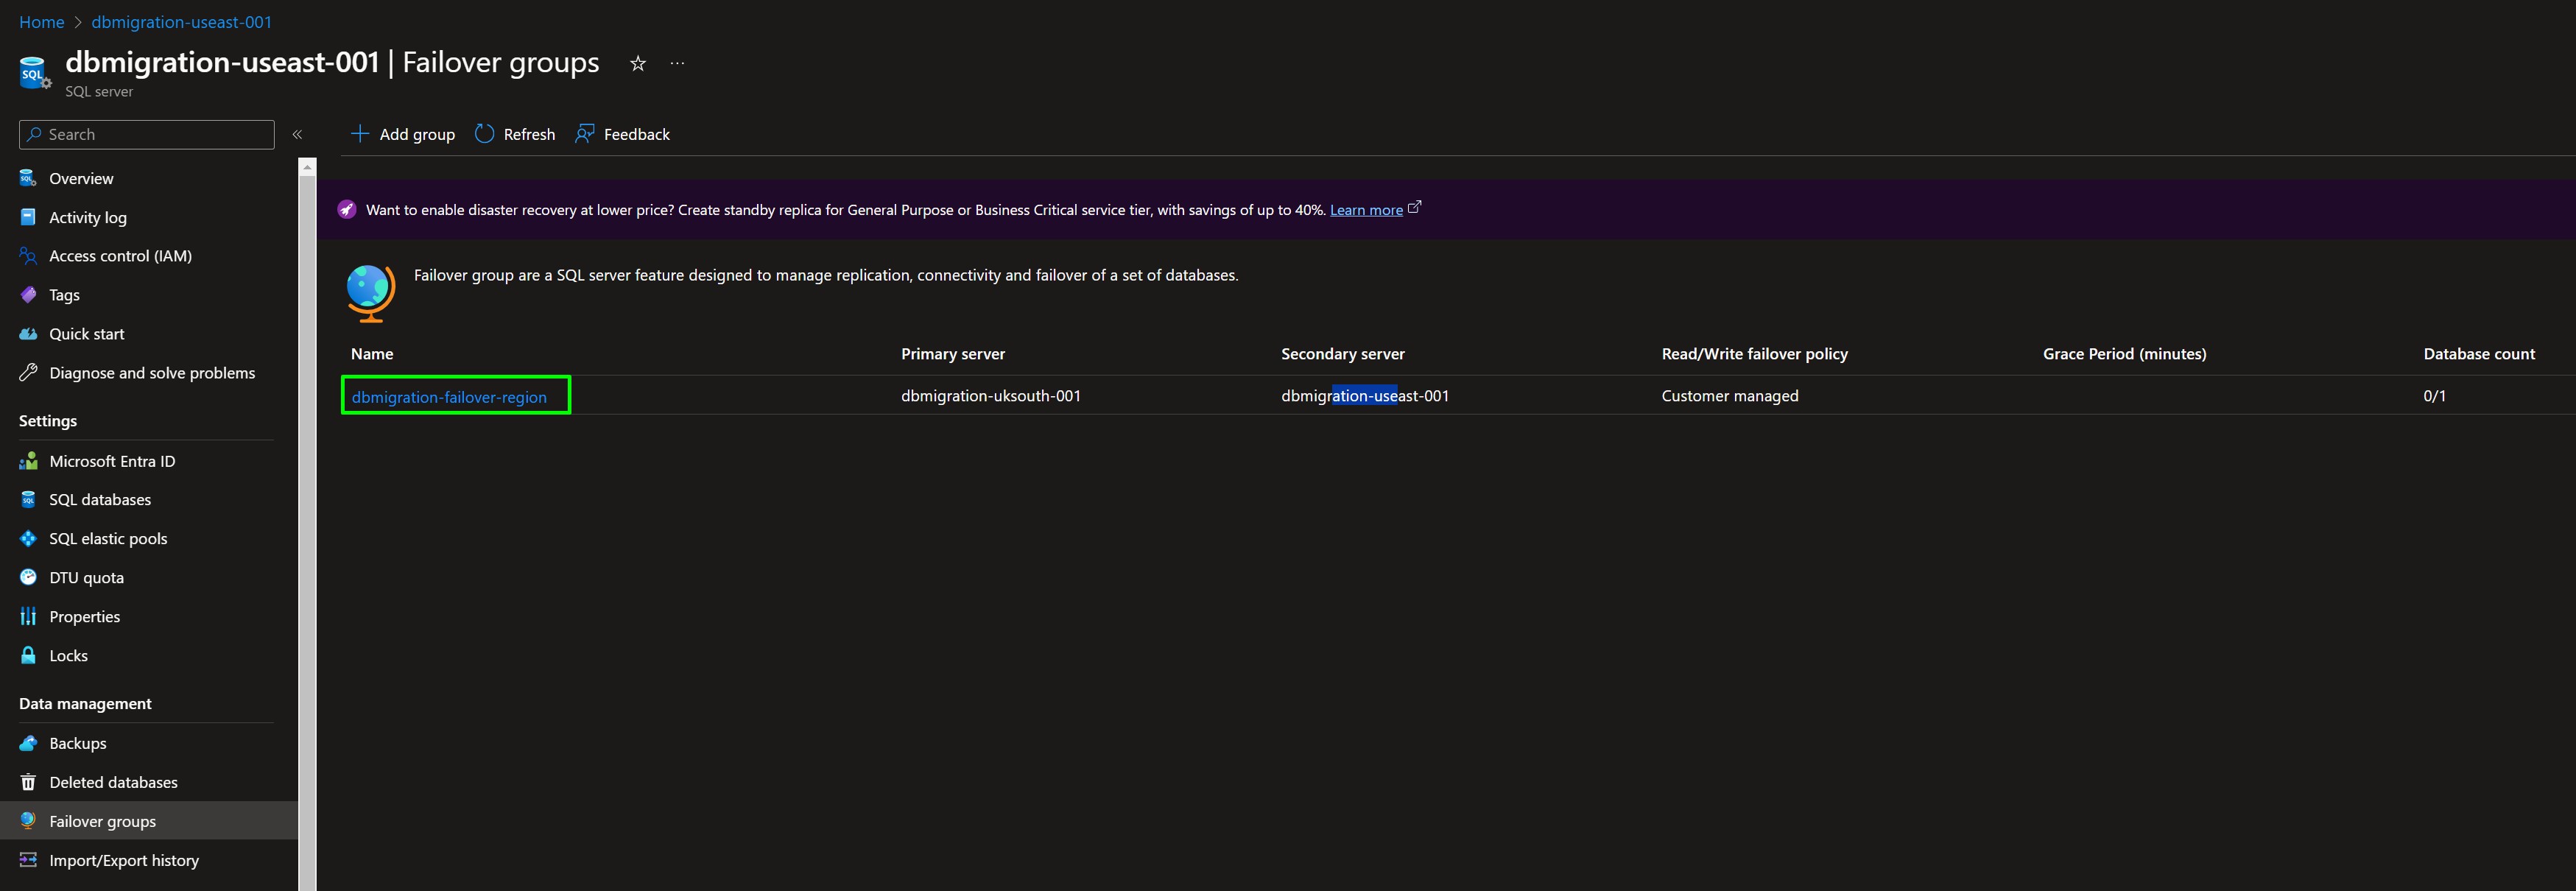 Home > dbmigration-useast-001
dbmigration-useast-001 | Failover groups
SQL
SQL server
Search
Add group
Refresh
Feedback
Overview
Activity log
Access control (IAM)
Tags
Quick start
Diagnose and solve problems
Settings
Microsoft Entra ID
SQL databases
SQL elastic pools
DTU quota
Properties
Locks
Data management
Backups
Deleted databases
Failover groups
Import/Export history
Want to enable disaster recovery at lower price? Create standby replica for General Purpose or Business Critical service tier, with savings of up to 40%. Learn more
Failover group are a SQL server feature designed to manage replication, connectivity and failover of a set of databases.
Name Primary server Secondary server Read/Write failover policy Grace Period (minutes) Database count
dbmigration-failover-region dbmigration-uksouth-001 dbmigration-useast-001 Customer managed 0/1